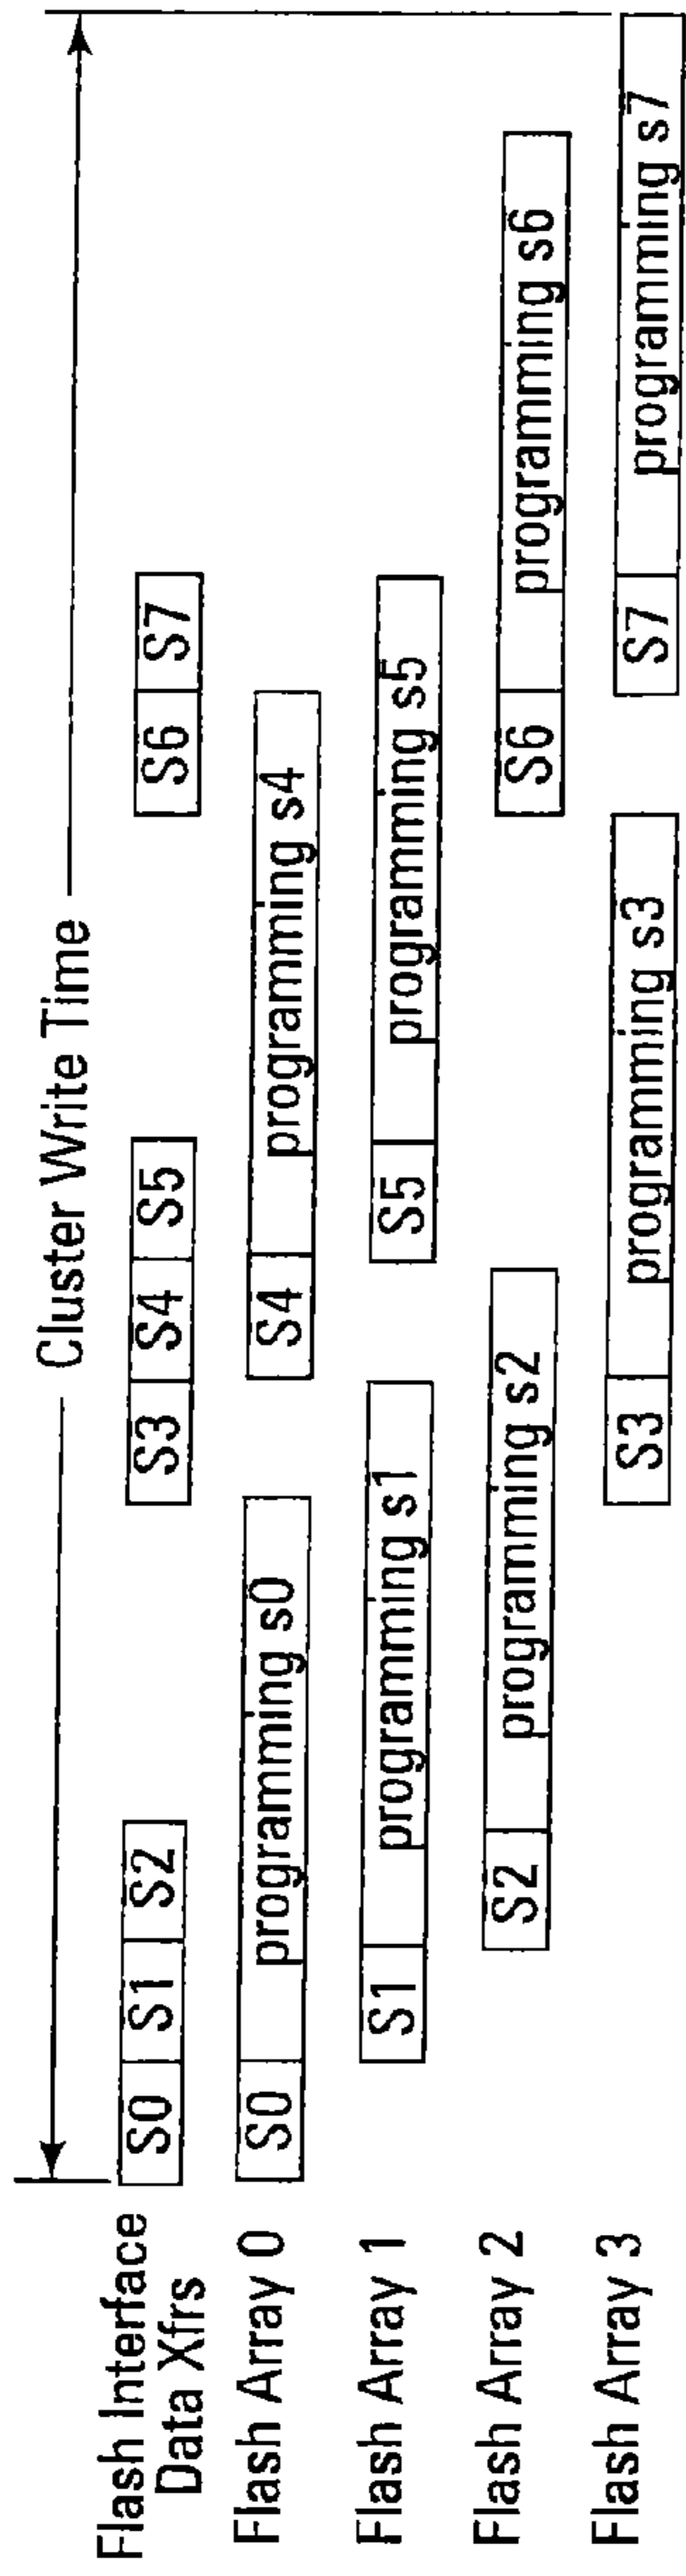 Cluster Write Time
Flash Interface
Data Xfrs
S0 S1 S2 S3 S4 S5 S6 S7
Flash Array 0
S0 programming s0 S4 programming s4
Flash Array 1
S1 programming s1 S5 programming s5
Flash Array 2
S2 programming s2 S6 programming s6
Flash Array 3
S3 programming s3 S7 programming s7